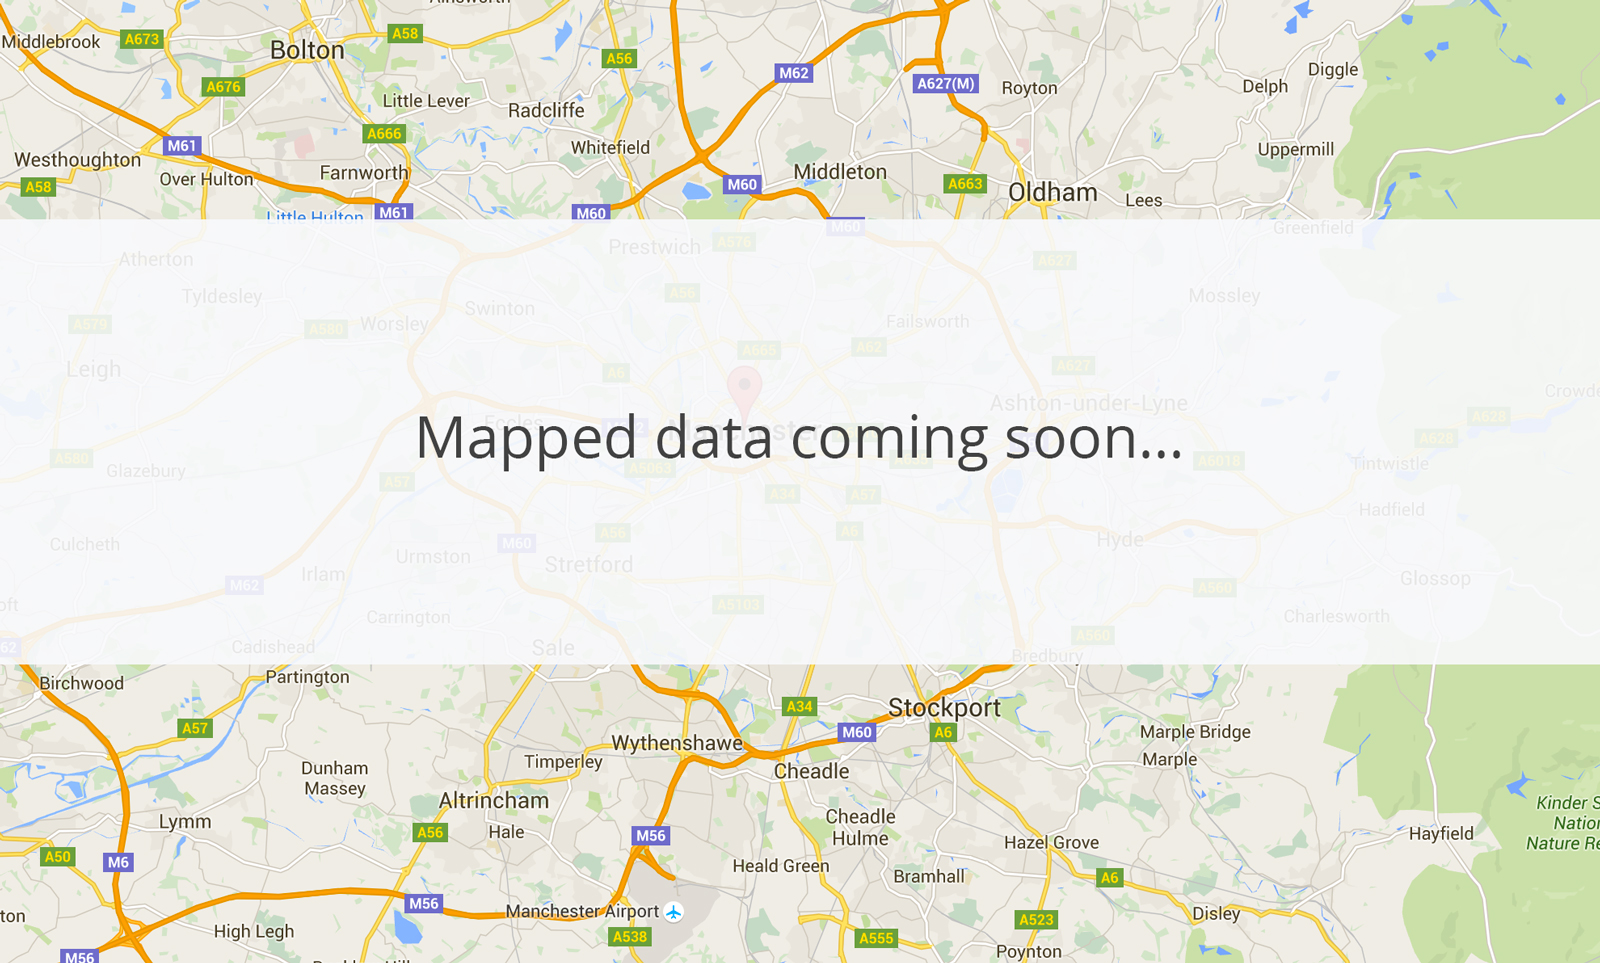 Middlebrook
A673
Bolton
A58
A56
M62
A627(M)
Royton
Delph
Diggle
A676
Little Lever
Radcliffe
A666
M61
Westhoughton
Over Hulton
Farnworth
Whitefield
Middleton
Uppermill
A58
M60
A663
Oldham
Lees
Little Hulton
M61
M60
M60
Greenfield
Prestwich
A576
Atherton
A627
Tyldesley
A56
Mossley
Swinton
A579
A580
Worsley
Failsworth
A665
A62
Leigh
A6
A627
Ashton-under-Lyne
A628
Eccles
Manchester
Mapped data coming soon...
A628
A580
Glazebury
A5063
A6018
Tintwistle
A57
A34
A57
Hadfield
A6
Culcheth
M60
Urmston
Hyde
Irlam
Stretford
M62
A560
Glossop
A5103
Carrington
Charlesworth
Cadishead
Sale
A560
Bredbury
Birchwood
Partington
A34
Stockport
A57
M60
A6
Marple Bridge
Wythenshawe
Timperley
Cheadle
Marple
Dunham
Massey
Altrincham
Lymm
Hale
A56
M56
Cheadle
Hulme
Hazel Grove
Hayfield
A50
M6
Heald Green
Bramhall
A6
M56
Manchester Airport
Disley
High Legh
A538
A555
A523
Poynton
M56